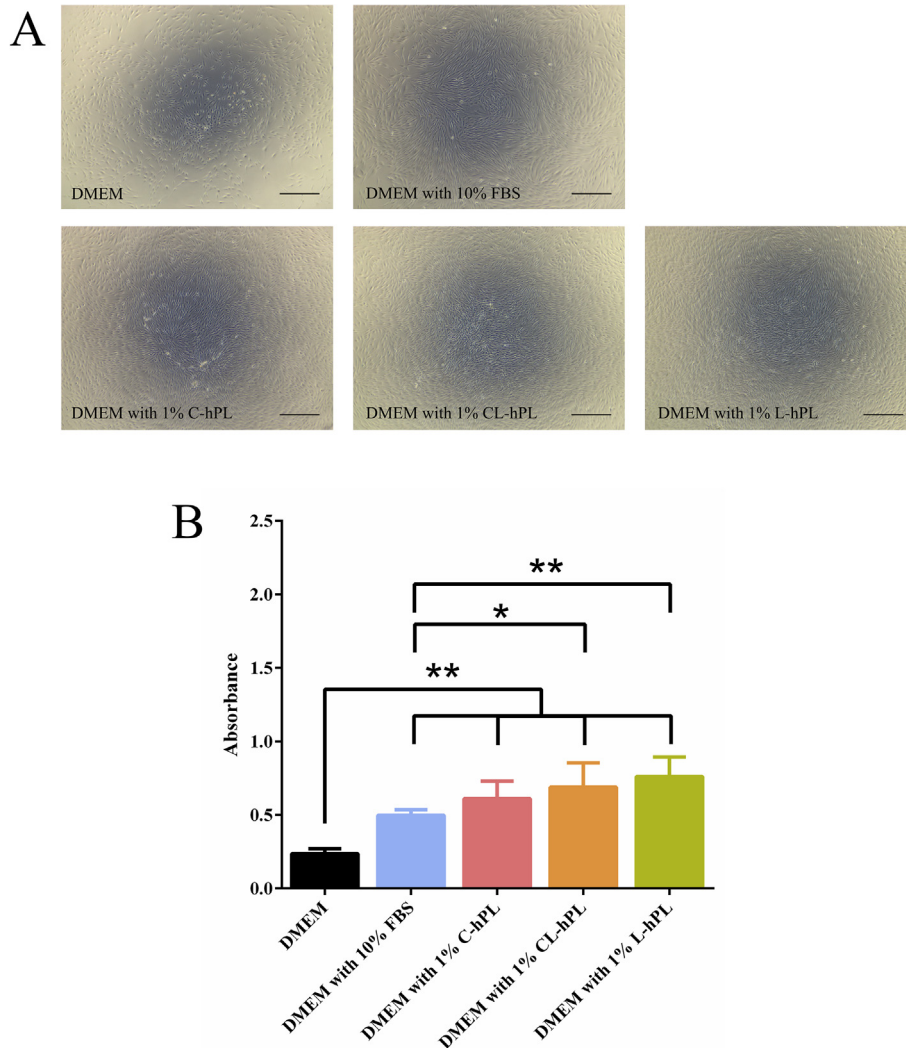 A
DMEM
DMEM with 10% FBS
DMEM with 1% C-hPL
DMEM with 1% CL-hPL
DMEM with 1% L-hPL
B
2.5
2.0
1.5
1.0
0.5
0.0
Absorbance
**
*
**
DMEM
DMEM with 10% FBS
DMEM with 1% C-hPL
DMEM with 1% CL-hPL
DMEM with 1% L-hPL